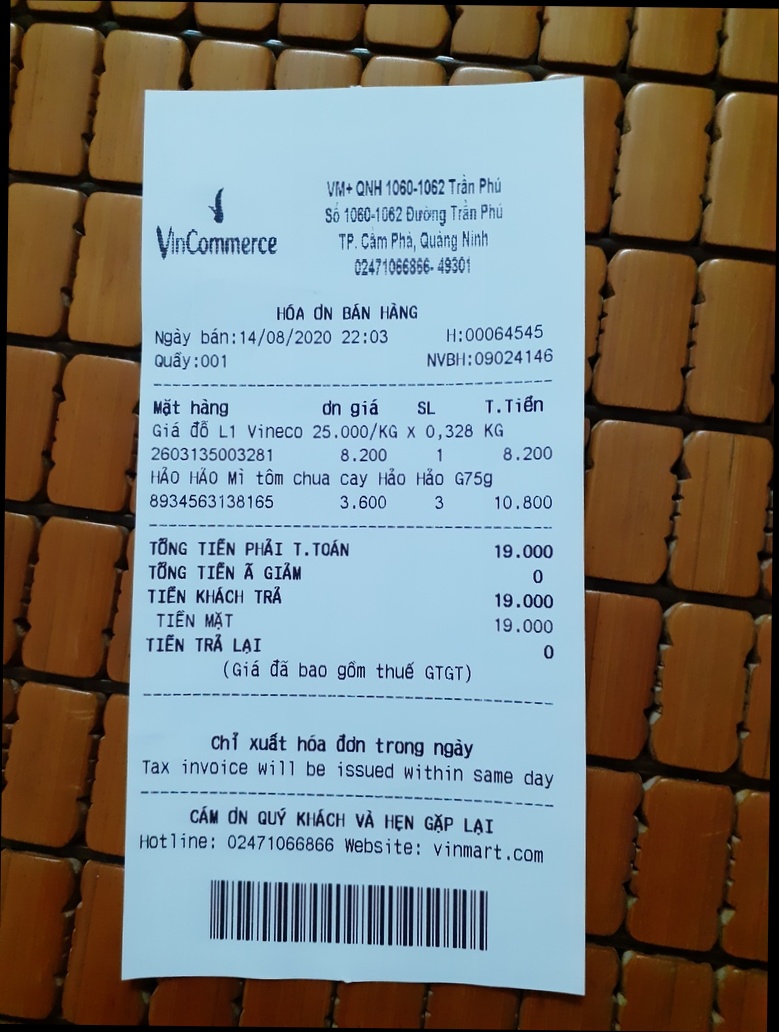 VinCommerce
VM+ QNH 1060-1062 Trần Phú
Số 1060-1062 Đường Trần Phú
TP. Cẩm Phả, Quảng Ninh
02471066866- 49301
HÓA ƠN BÁN HÀNG
Ngày bán:14/08/2020 22:03 H:00064545
Quầy:001 NVBH:09024146
Mặt hàng ơn giá SL T.Tiền
Giá đỗ L1 Vineco 25.000/KG x 0,328 KG
2603135003281 8.200 1 8.200
HẢO HẢO Mì tôm chua cay Hảo Hảo G75g
8934563138165 3.600 3 10.800
TỔNG TIỀN PHẢI T.TOÁN 19.000
TỔNG TIỀN Ã GIẢM 0
TIỀN KHÁCH TRẢ 19.000
TIỀN MẶT 19.000
TIỀN TRẢ LẠI 0
(Giá đã bao gồm thuế GTGT)
Chỉ xuất hóa đơn trong ngày
Tax invoice will be issued within same day
CẢM ƠN QUÝ KHÁCH VÀ HẸN GẶP LẠI
Hotline: 02471066866 Website: vinmart.com